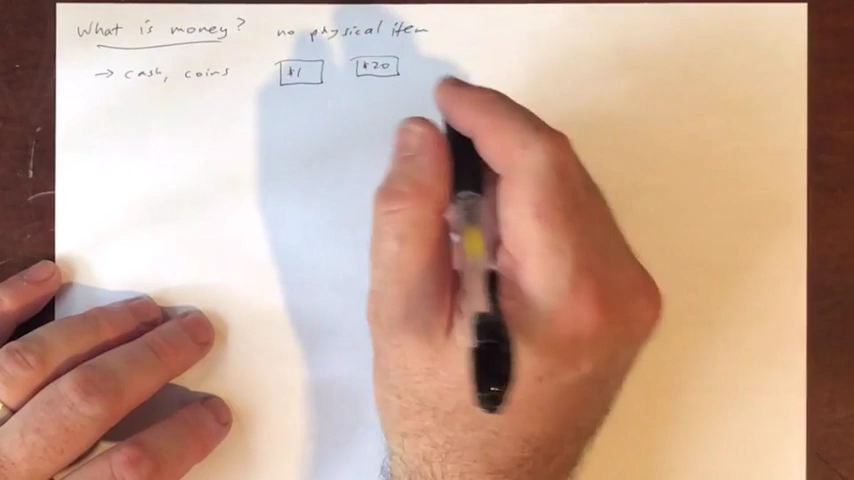 What is money? no physical item
→ cash, coins $1 $20